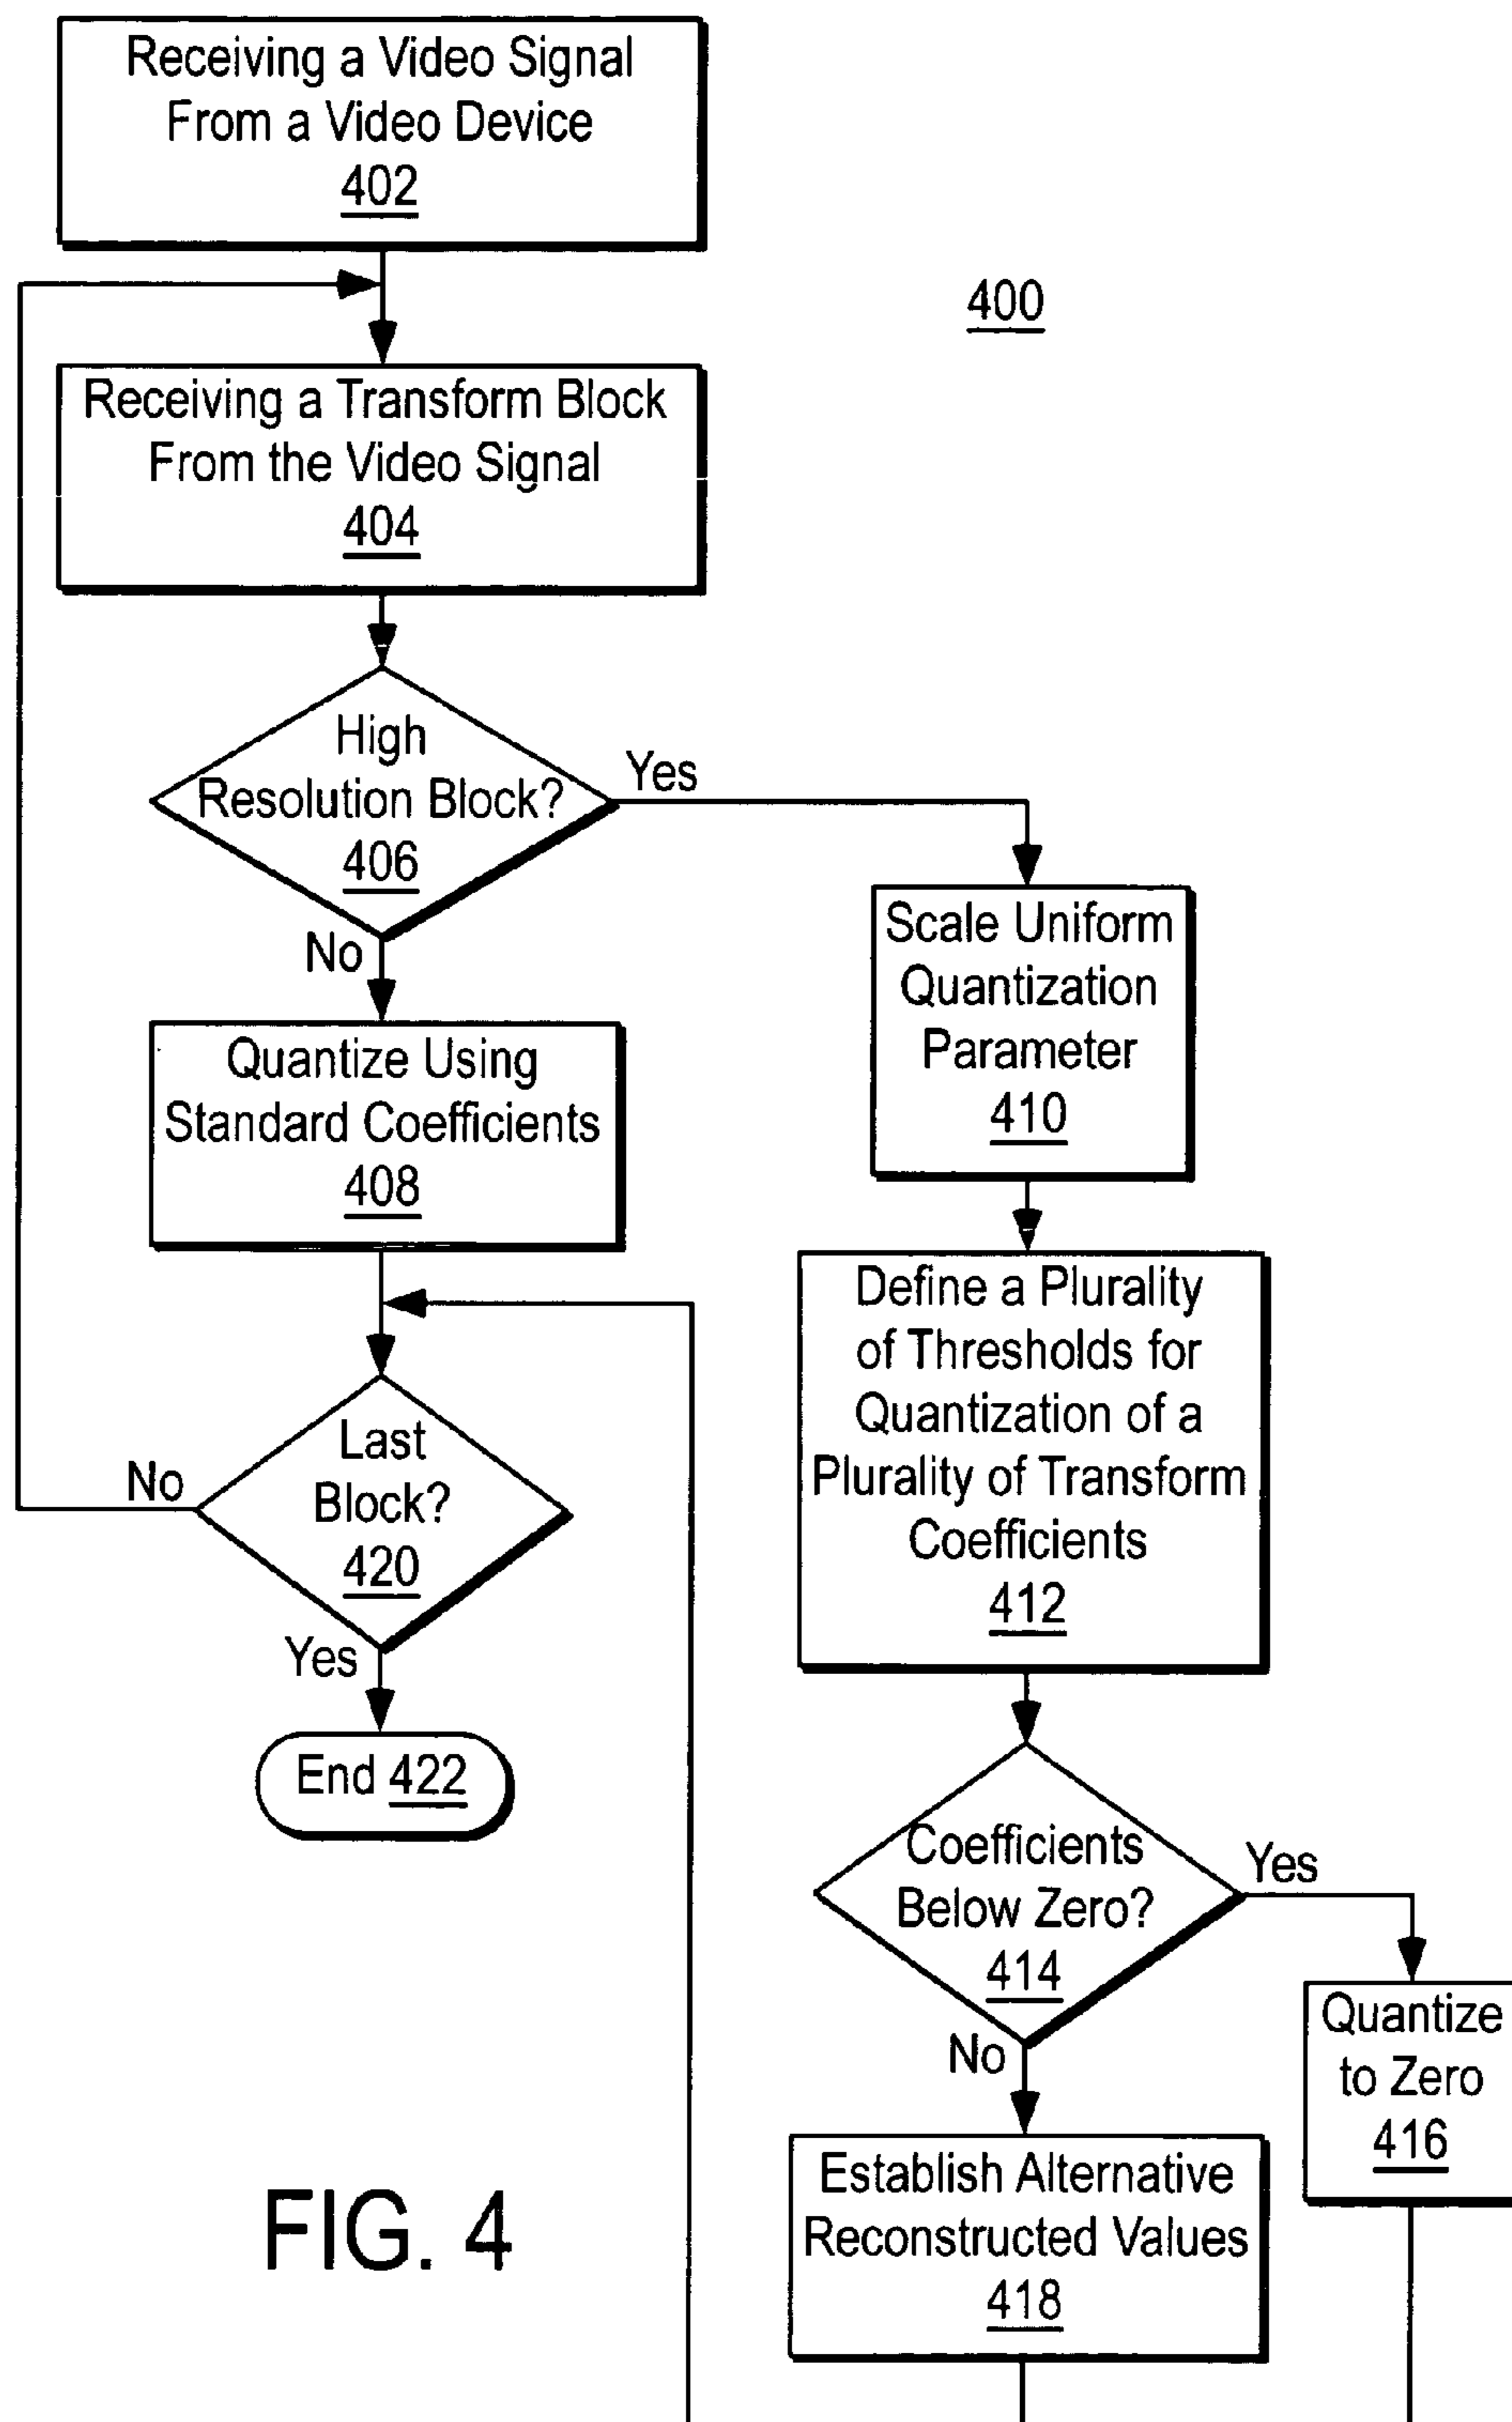 Receiving a Video Signal
From a Video Device
402
400
Receiving a Transform Block
From the Video Signal
404
High
Resolution Block?
406
Yes
No
Quantize Using
Standard Coefficients
408
Scale Uniform
Quantization
Parameter
410
Define a Plurality
of Thresholds for
Quantization of a
Plurality of Transform
Coefficients
412
Last
Block?
420
No
Yes
End 422
Coefficients
Below Zero?
414
Yes
No
Quantize
to Zero
416
Establish Alternative
Reconstructed Values
418
FIG. 4